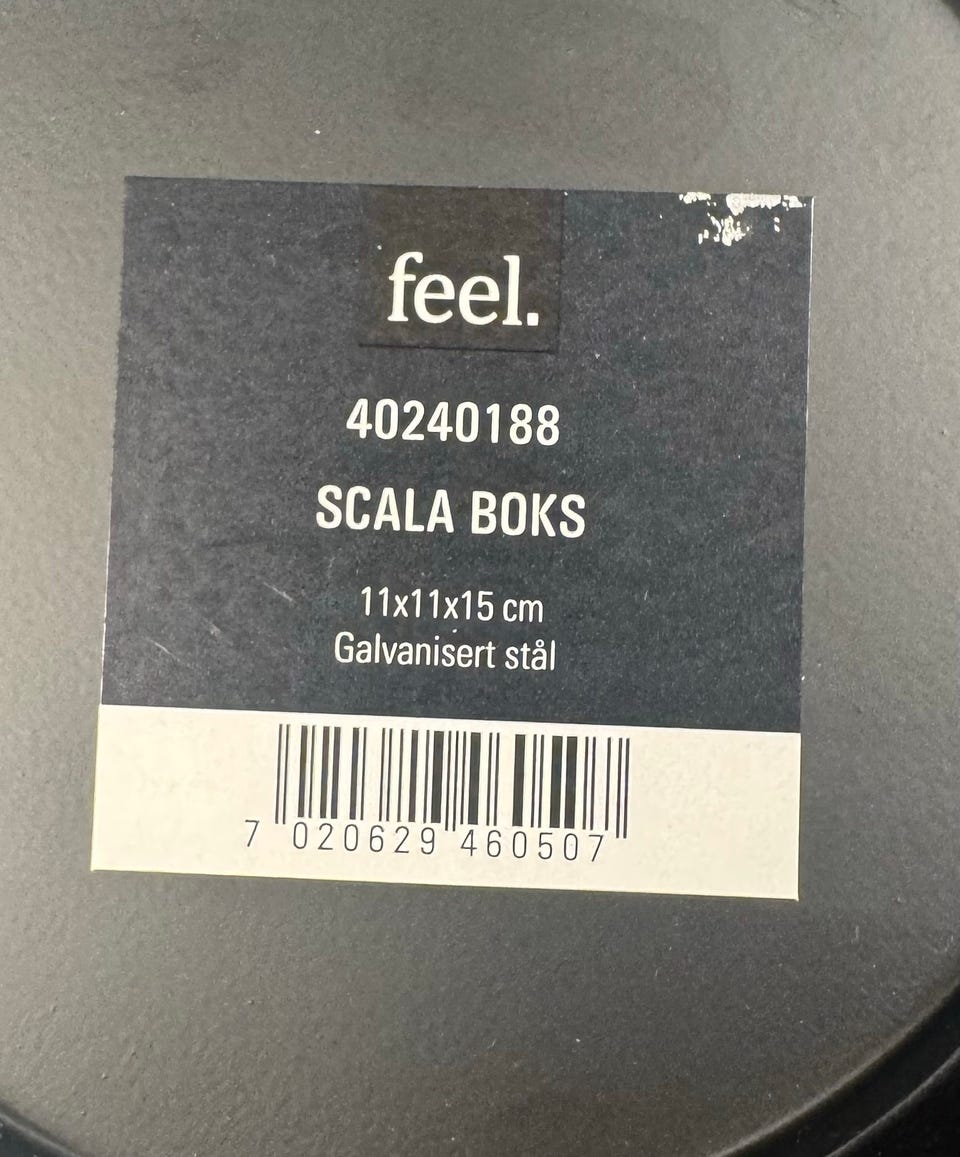 feel.
40240188
SCALA BOKS
11x11x15 cm
Galvanisert stål
7 020629 460507